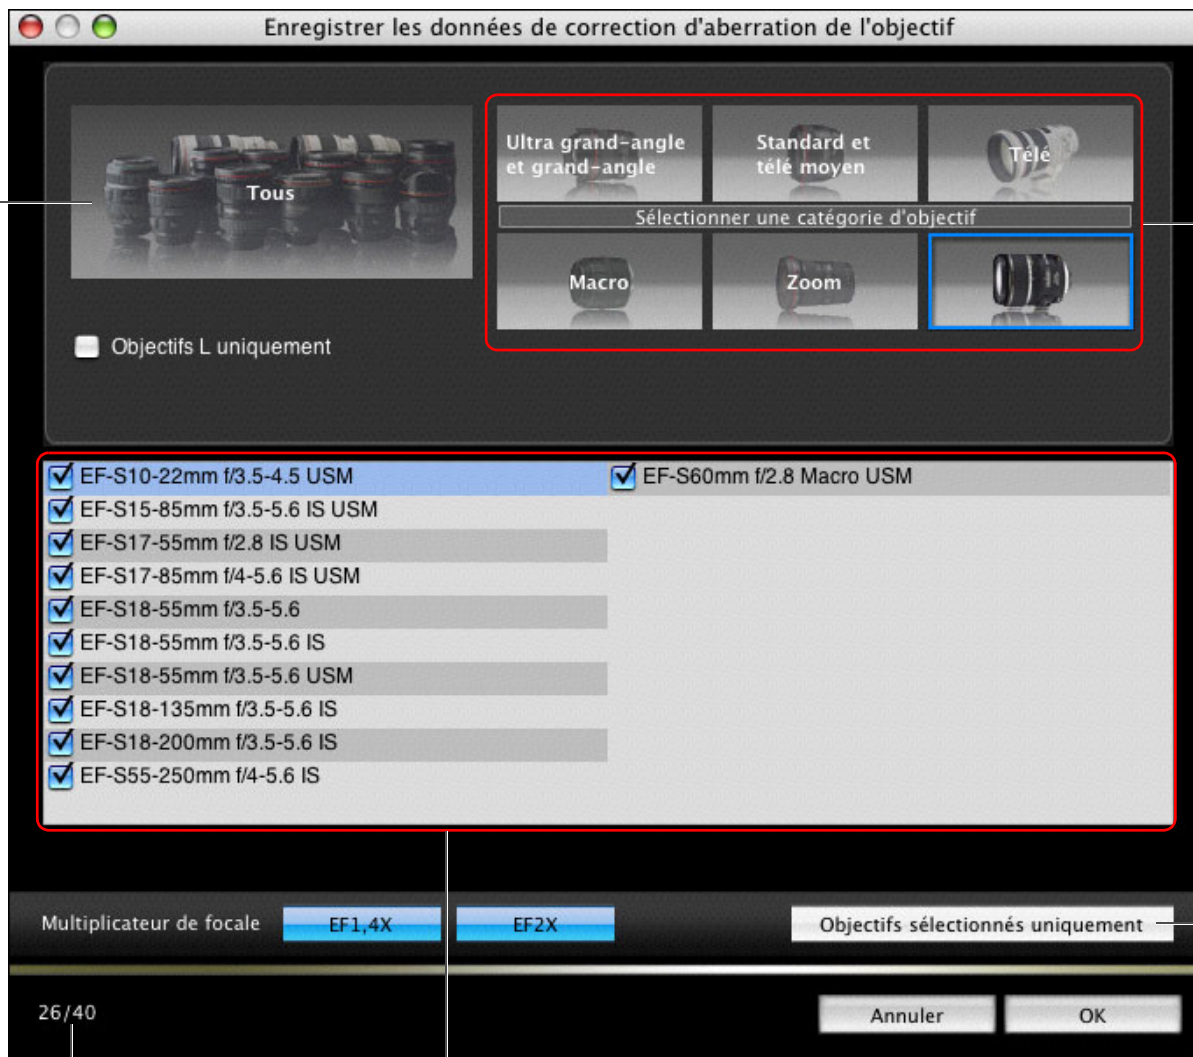 Enregistrer les données de correction d'aberration de l'objectif
Tous
Ultra grand-angle
et grand-angle
Standard et
télé moyen
Télé
Sélectionner une catégorie d'objectif
Macro
Zoom
Objectifs L uniquement
EF-S10-22mm f/3.5-4.5 USM
EF-S15-85mm f/3.5-5.6 IS USM
EF-S17-55mm f/2.8 IS USM
EF-S17-85mm f/4-5.6 IS USM
EF-S18-55mm f/3.5-5.6
EF-S18-55mm f/3.5-5.6 IS
EF-S18-55mm f/3.5-5.6 USM
EF-S18-135mm f/3.5-5.6 IS
EF-S18-200mm f/3.5-5.6 IS
EF-S55-250mm f/4-5.6 IS
EF-S60mm f/2.8 Macro USM
Multiplicateur de focale
EF1,4X
EF2X
Objectifs sélectionnés uniquement
26/40
Annuler
OK